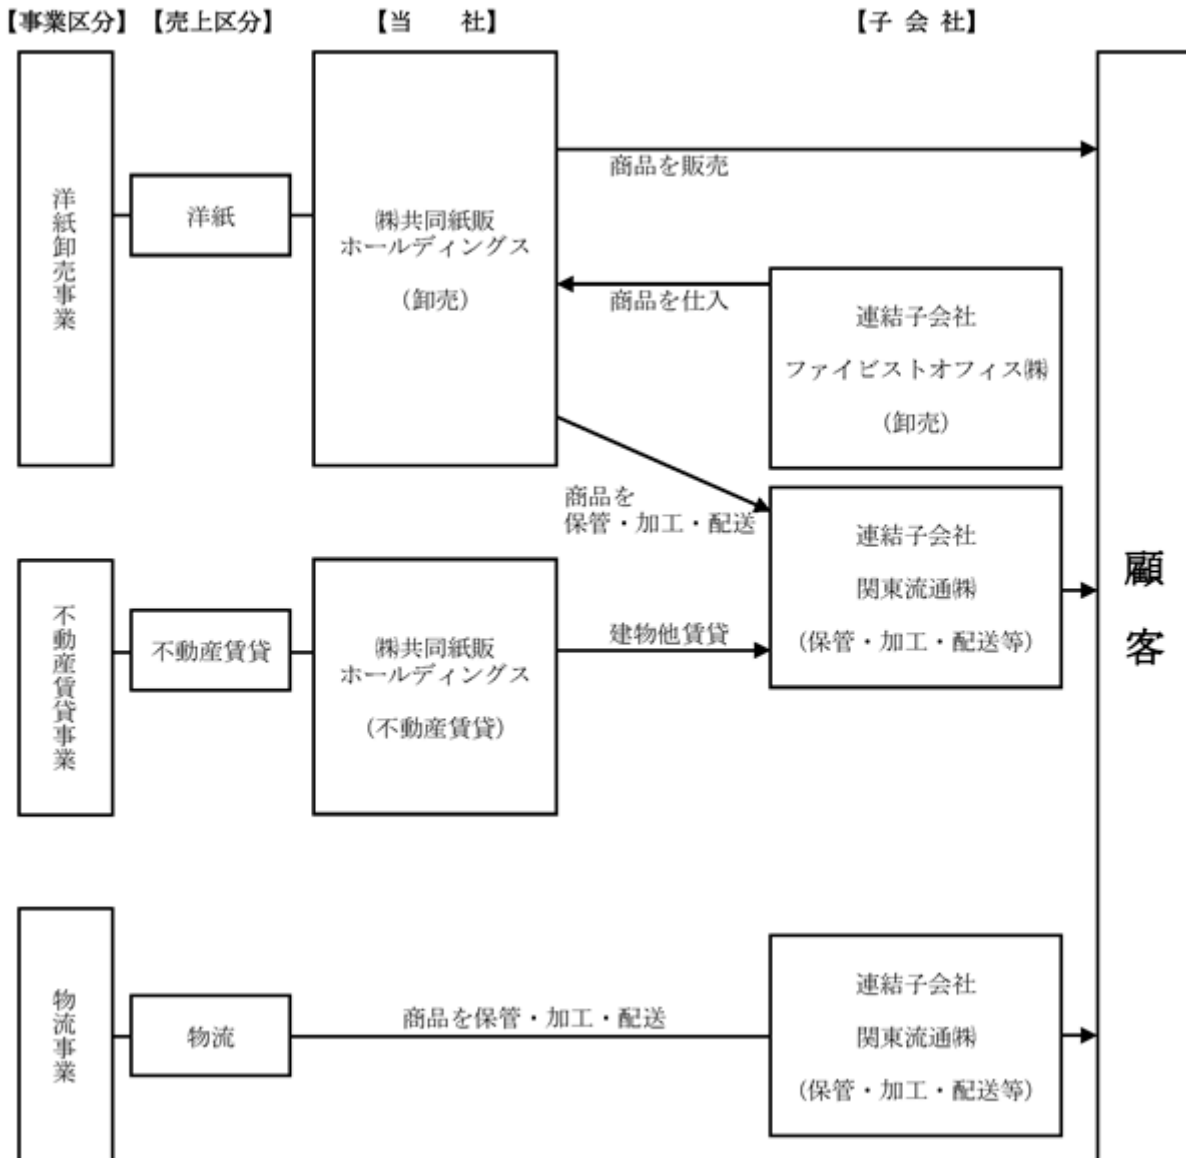 【事業区分】 【売上区分】 【当 社】 【子 会 社】
洋紙卸売事業
洋紙
㈱共同紙販
ホールディングス
(卸売)
商品を販売
商品を仕入
連結子会社
ファイビストオフィス㈱
(卸売)
商品を
保管・加工・配送
連結子会社
関東流通㈱
(保管・加工・配送等)
顧客
不動産賃貸事業
不動産賃貸
㈱共同紙販
ホールディングス
(不動産賃貸)
建物他賃貸
物流事業
物流
商品を保管・加工・配送
連結子会社
関東流通㈱
(保管・加工・配送等)